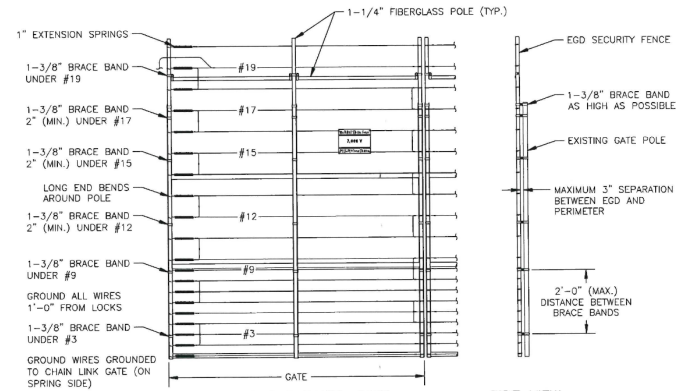 1-1/4" FIBERGLASS POLE (TYP.)
1" EXTENSION SPRINGS
1-3/8" BRACE BAND
UNDER #19
1-3/8" BRACE BAND
2" (MIN.) UNDER #17
1-3/8" BRACE BAND
2" (MIN.) UNDER #15
LONG END BENDS
AROUND POLE
1-3/8" BRACE BAND
2" (MIN.) UNDER #12
1-3/8" BRACE BAND
UNDER #9
GROUND ALL WIRES
1'-0" FROM LOCKS
1-3/8" BRACE BAND
UNDER #3
GROUND WIRES GROUNDED
TO CHAIN LINK GATE (ON
SPRING SIDE)
#19
#17
#15
7,000 V
#12
#9
#3
GATE
EGD SECURITY FENCE
1-3/8" BRACE BAND
AS HIGH AS POSSIBLE
EXISTING GATE POLE
MAXIMUM 3" SEPARATION
BETWEEN EGD AND
PERIMETER
2'-0" (MAX.)
DISTANCE BETWEEN
BRACE BANDS